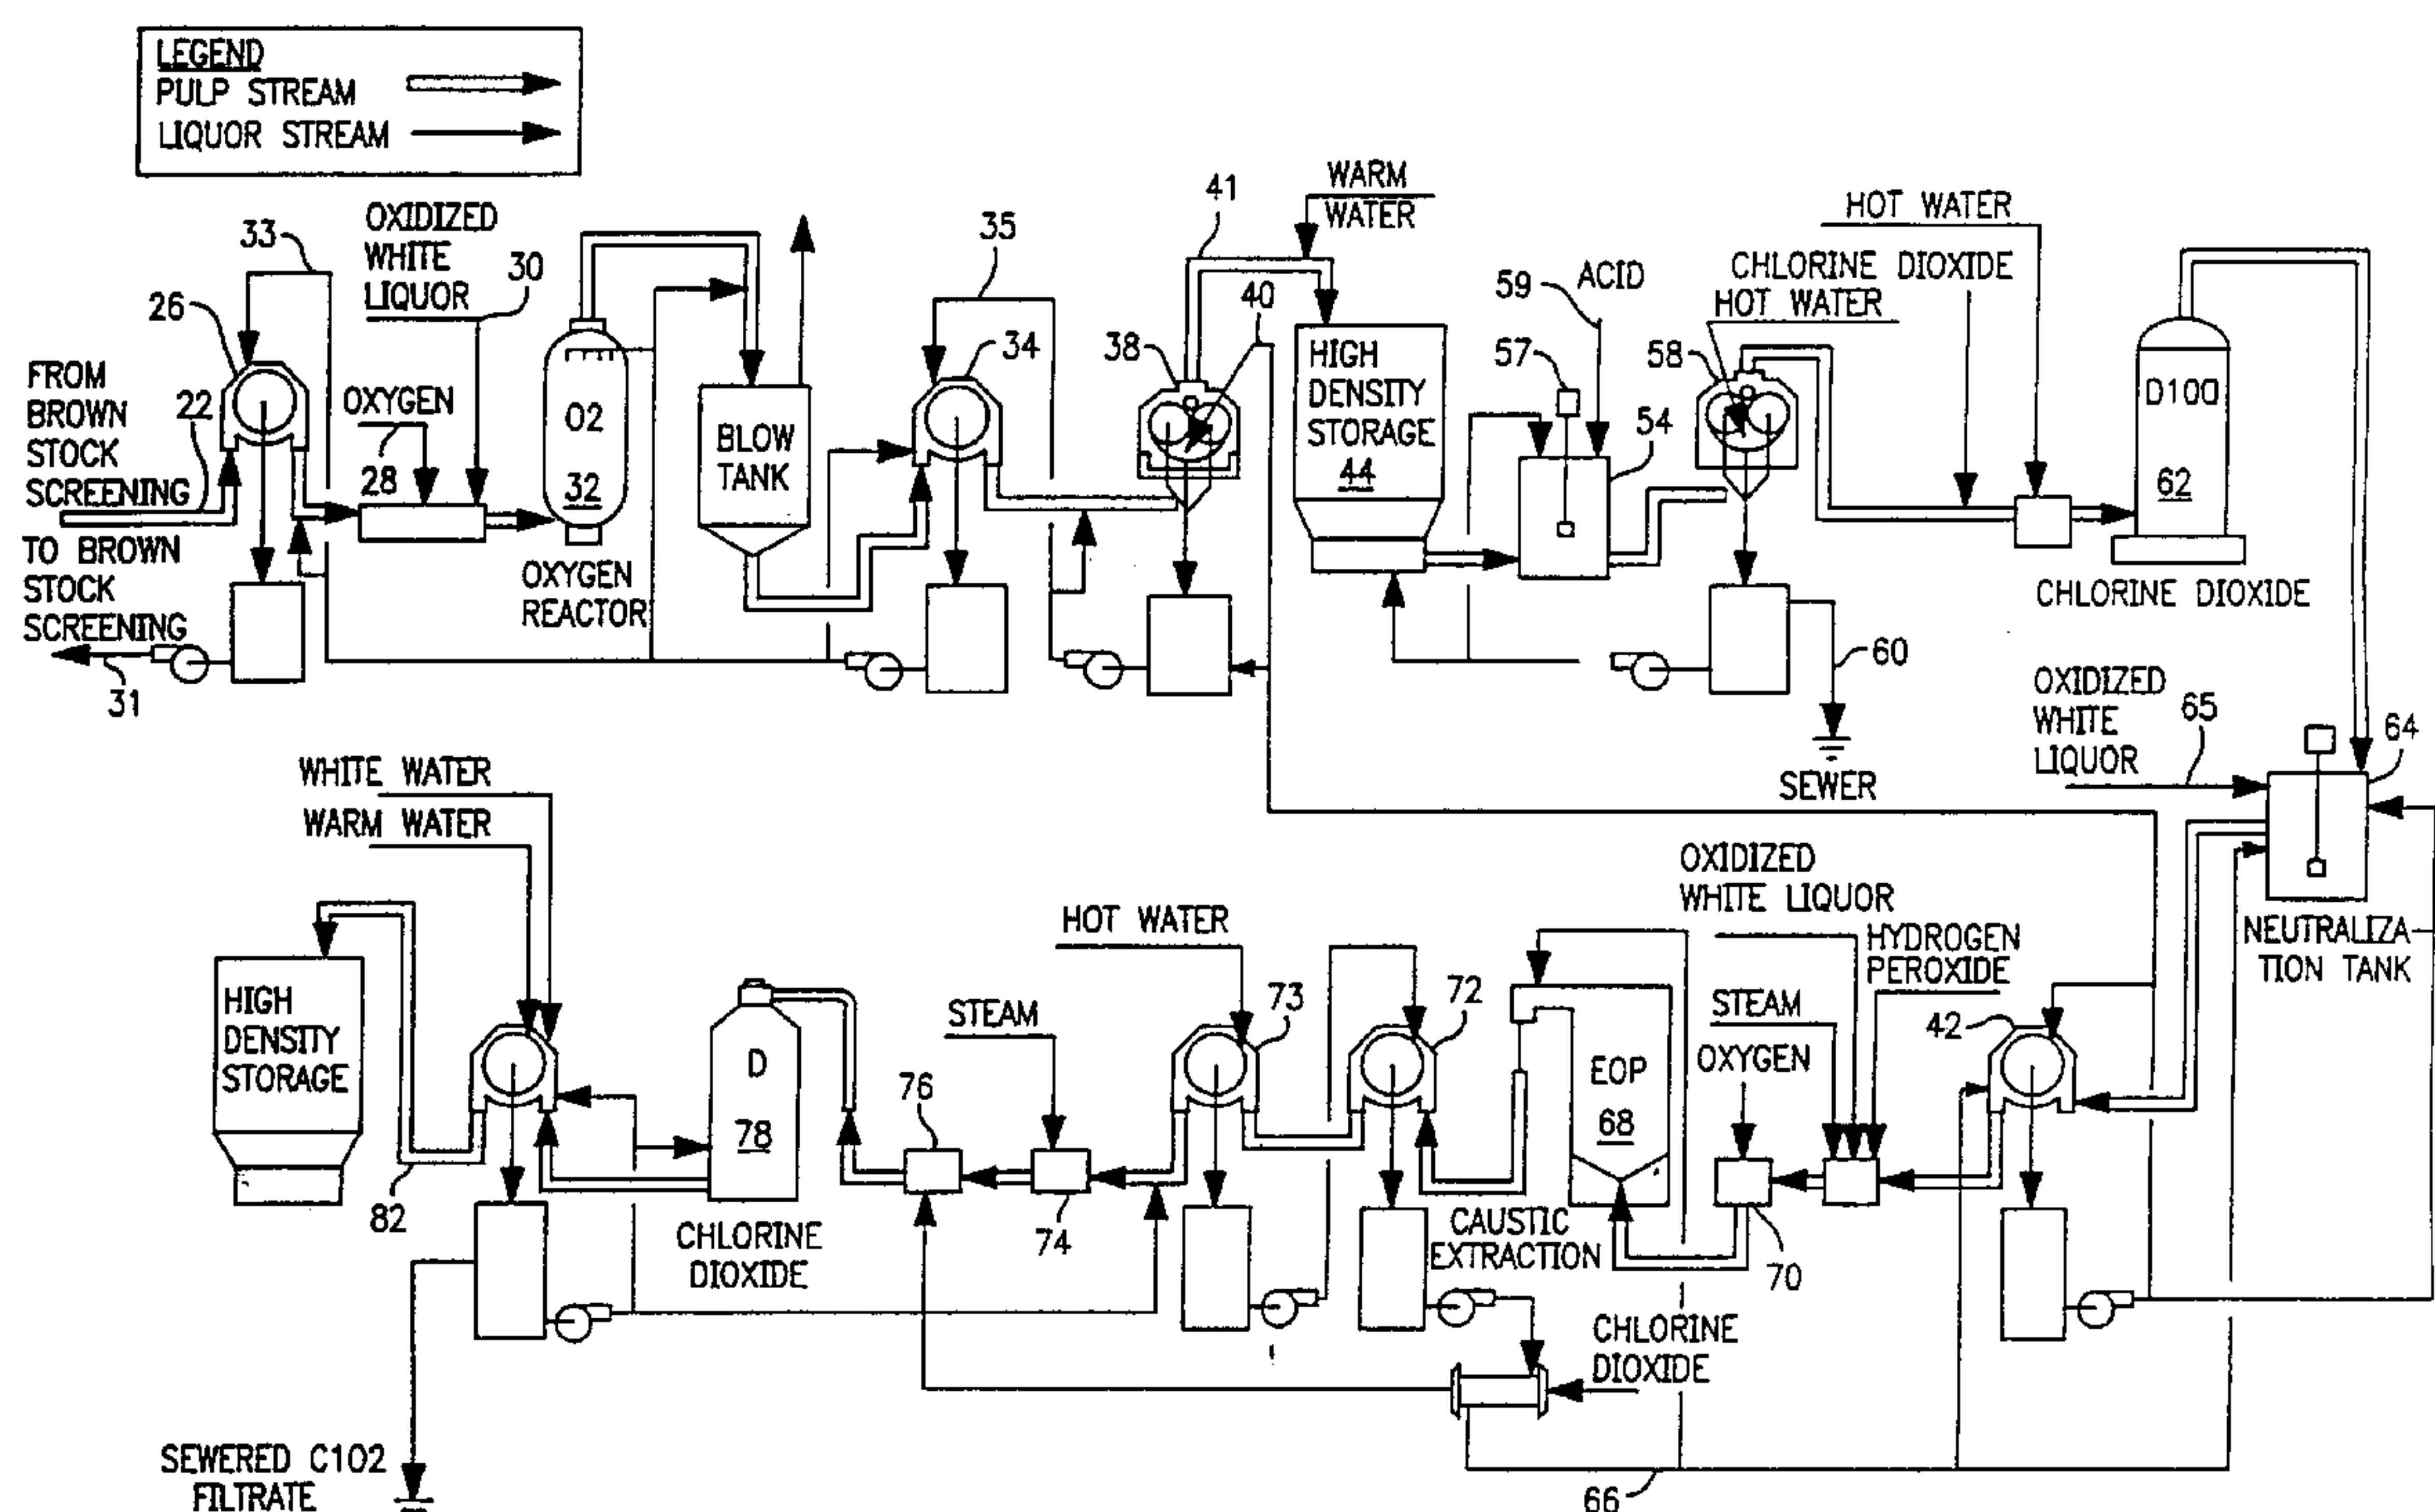 LEGEND
PULP STREAM
LIQUOR STREAM
33
26
FROM
BROWN
STOCK
SCREENING
22
TO BROWN
STOCK
SCREENING
31
OXIDIZED
WHITE
LIQUOR
30
OXYGEN
28
O2
32
OXYGEN
REACTOR
BLOW
TANK
35
34
38
40
41
WARM
WATER
HIGH
DENSITY
STORAGE
44
59
ACID
57
54
58
HOT WATER
CHLORINE DIOXIDE
HOT WATER
60
SEWER
D100
62
CHLORINE DIOXIDE
OXIDIZED
WHITE
LIQUOR
65
64
NEUTRALIZA
TION TANK
WHITE WATER
WARM WATER
HIGH
DENSITY
STORAGE
82
D
78
CHLORINE
DIOXIDE
76
STEAM
74
HOT WATER
73
72
EOP
68
CAUSTIC
EXTRACTION
OXIDIZED
WHITE LIQUOR
HYDROGEN
PEROXIDE
STEAM
OXYGEN
70
42
CHLORINE
DIOXIDE
66
SEWERED C102
FILTRATE